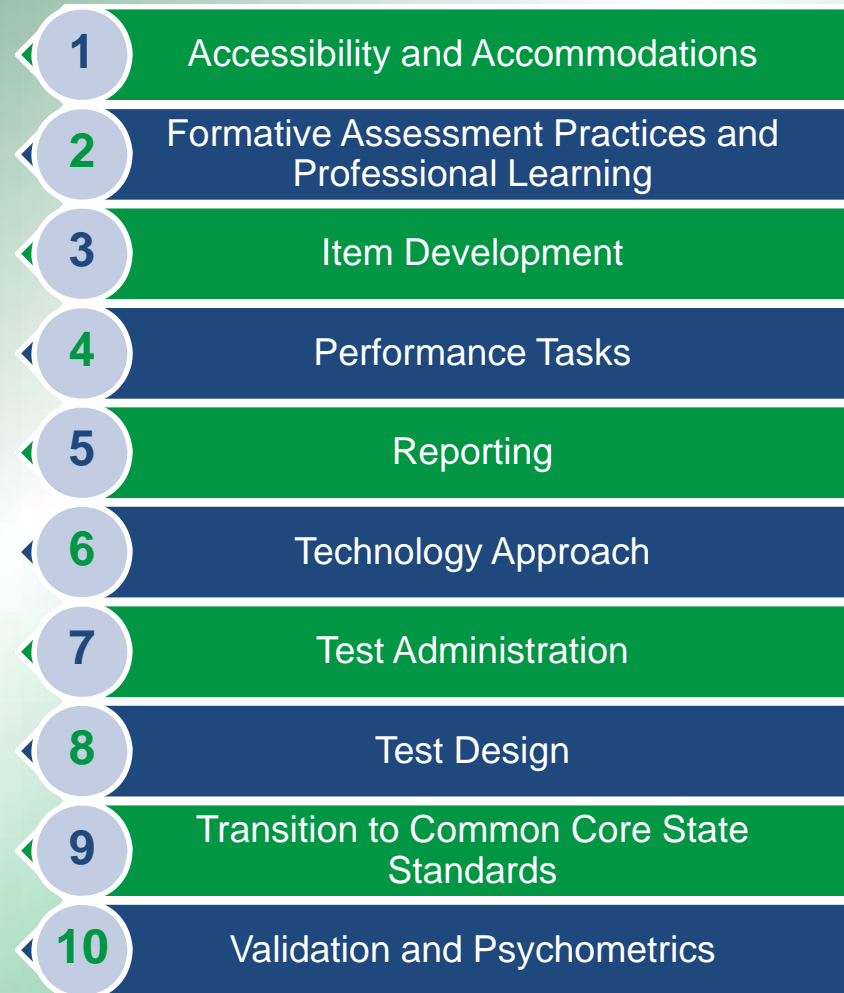 1
Accessibility and Accommodations
2
Formative Assessment Practices and
Professional Learning
3
Item Development
4
Performance Tasks
5
Reporting
6
Technology Approach
7
Test Administration
8
Test Design
9
Transition to Common Core State
Standards
10
Validation and Psychometrics